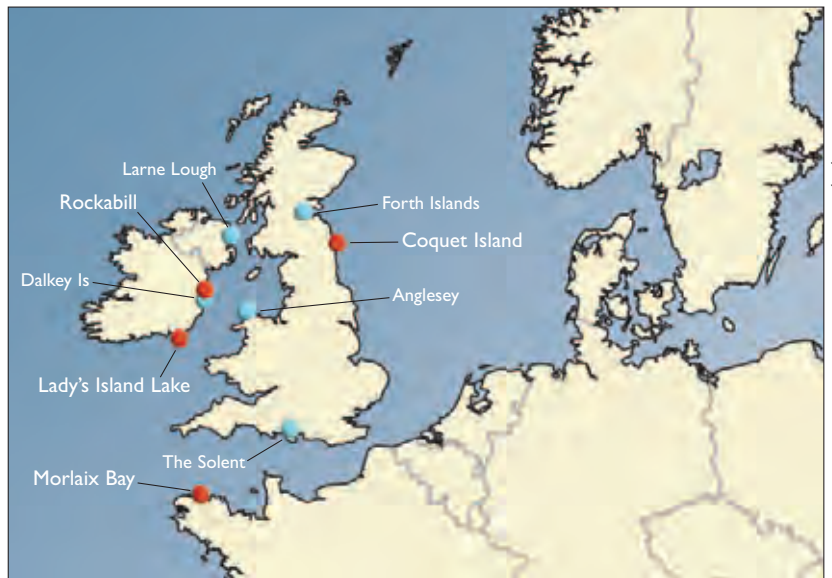 Larne Lough
Rockabill
Forth Islands
Coquet Island
Dalkey Is
Anglesey
Lady's Island Lake
The Solent
Morlaix Bay